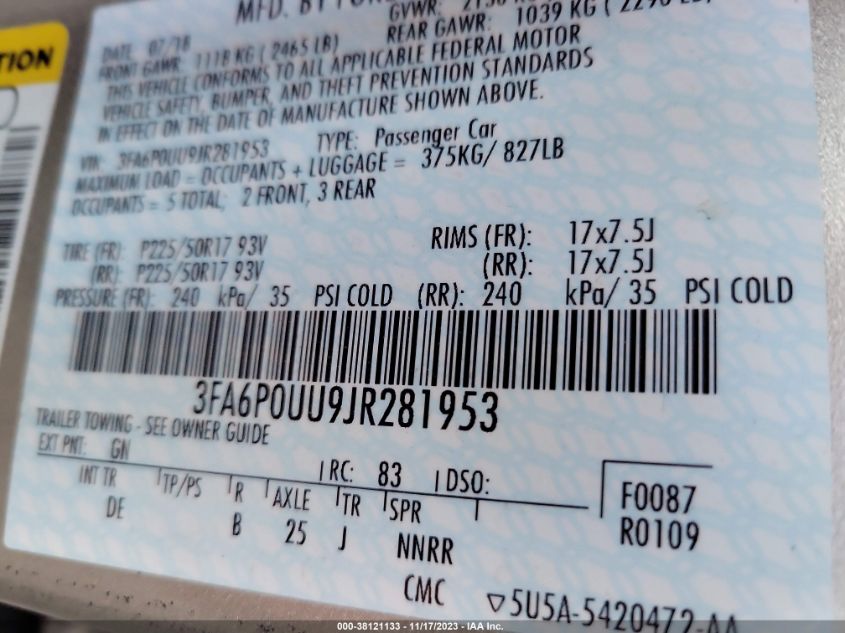 MFD. BY
GVWR:
DATE 07/18 REAR GAWR: 1039 KG (
FRONT GAWR: 1118 KG ( 2465 LB)
THIS VEHICLE CONFORMS TO ALL APPLICABLE FEDERAL MOTOR
VEHICLE SAFETY, BUMPER, AND THEFT PREVENTION STANDARDS
IN EFFECT ON THE DATE OF MANUFACTURE SHOWN ABOVE.
VIN: 3FA6P0UU9JR281953 TYPE: Passenger Car
MAXIMUM LOAD = OCCUPANTS + LUGGAGE = 375KG/ 827LB
OCCUPANTS = 5 TOTAL; 2 FRONT, 3 REAR
TIRE (FR): P225/50R17 93V RIMS (FR): 17x7.5J
(RR): P225/50R17 93V (RR): 17x7.5J
PRESSURE (FR): 240 kPa/ 35 PSI COLD (RR): 240 kPa/ 35 PSI COLD
3FA6P0UU9JR281953
TRAILER TOWING - SEE OWNER GUIDE
EXT PNT: GN RC: 83 DSO:
INT TR TP/PS R AXLE TR SPR F0087
DE B 25 J NNRR R0109
CMC ▽5U5A-5420472-AA
000-38121133 - 11/17/2023 - IAA Inc.